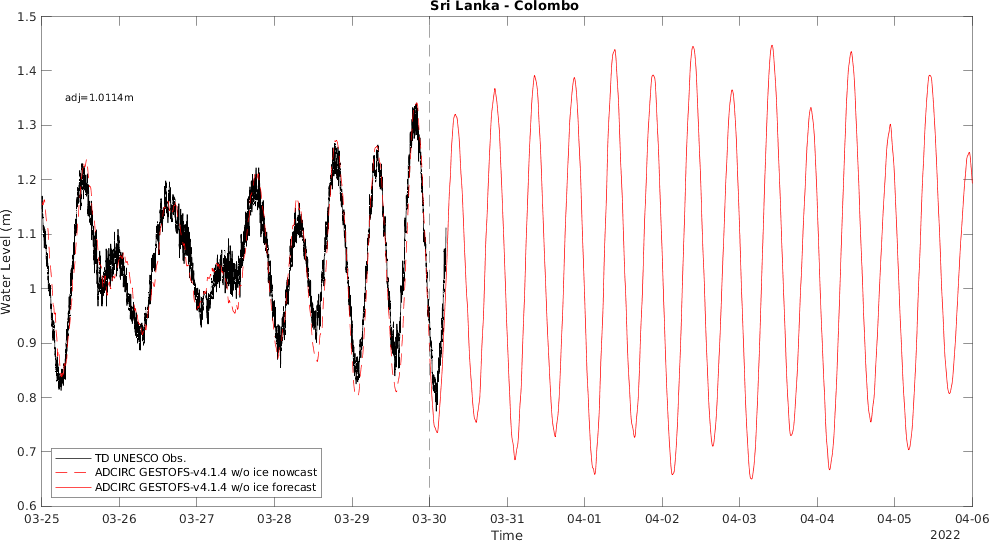 Sri Lanka - Colombo
1.5
1.4
1.3
1.2
1.1
1
0.9
0.8
0.7
0.6
Water Level (m)
adj=1.0114m
TD UNESCO Obs.
ADCIRC GESTOFS-v4.1.4 w/o ice nowcast
ADCIRC GESTOFS-v4.1.4 w/o ice forecast
03-25 03-26 03-27 03-28 03-29 03-30 03-31 04-01 04-02 04-03 04-04 04-05 04-06
Time
2022